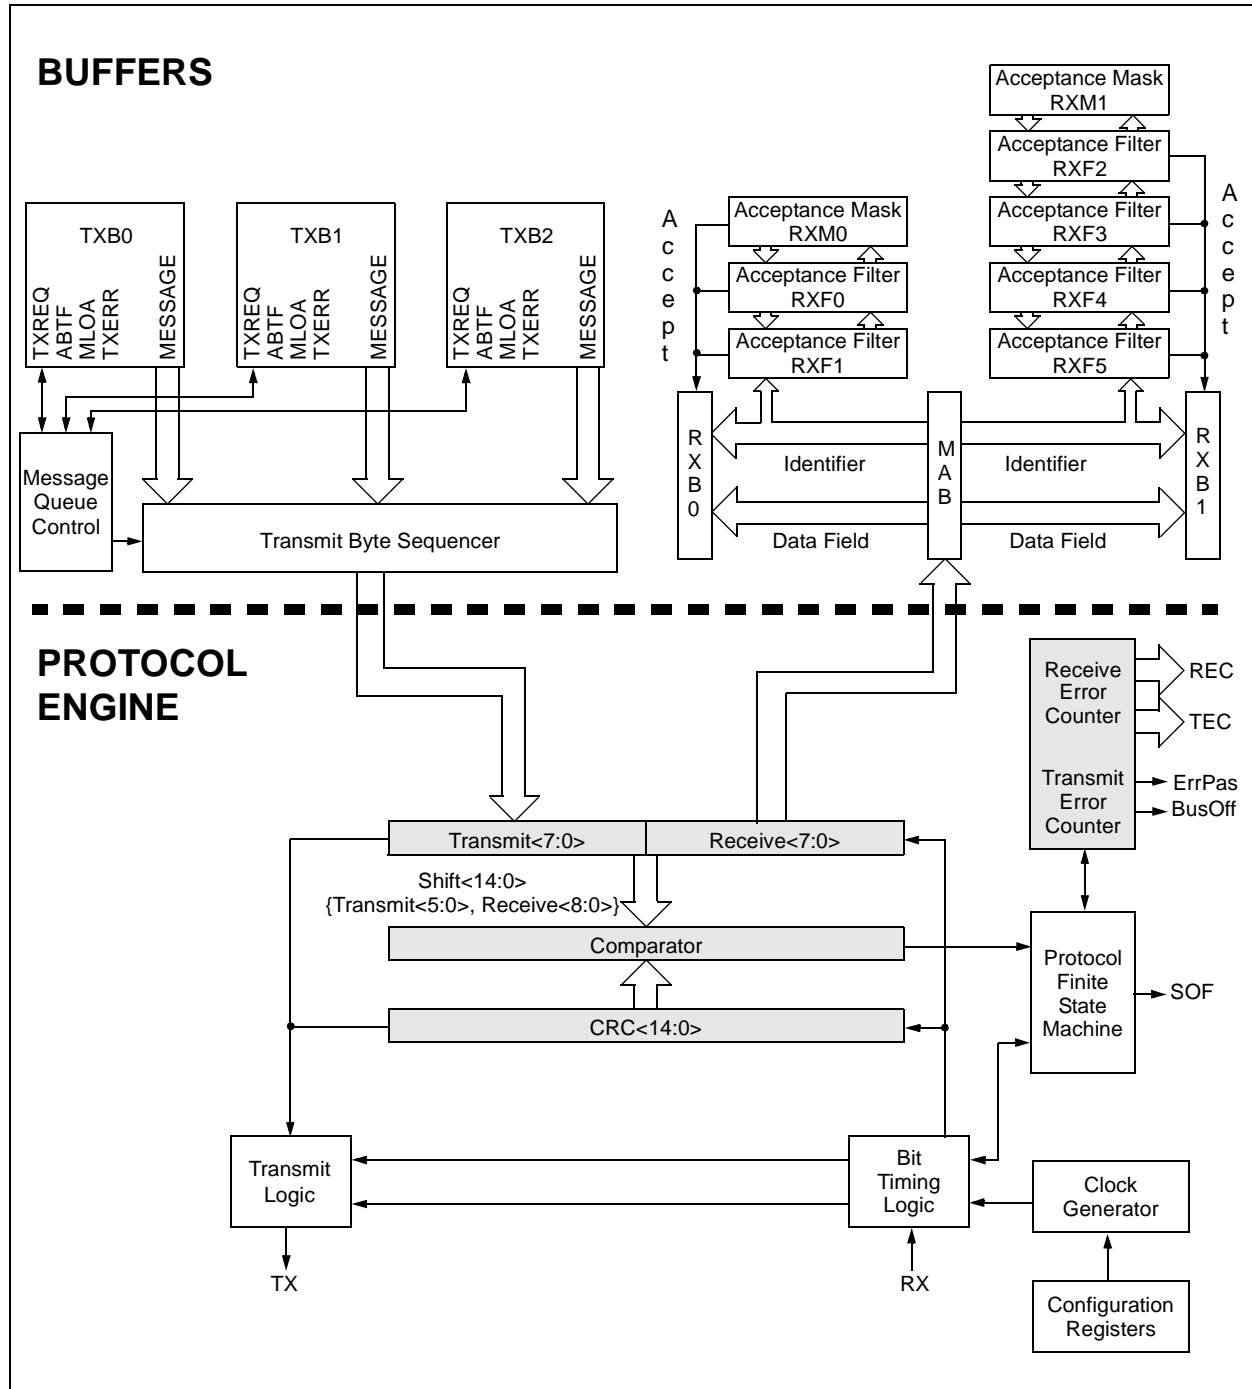 BUFFERS
Acceptance Mask
RXM1
Acceptance Filter
RXF2
Acceptance Filter
RXF3
Acceptance Filter
RXF4
Acceptance Filter
RXF5
Accept
Acceptance Mask
RXM0
Acceptance Filter
RXF0
Acceptance Filter
RXF1
Accept
TXB0
TXREQ
ABTF
MLOA
TXERR
MESSAGE
TXB1
TXREQ
ABTF
MLOA
TXERR
MESSAGE
TXB2
TXREQ
ABTF
MLOA
TXERR
MESSAGE
Message
Queue
Control
Transmit Byte Sequencer
RXB0
Identifier
MAB
Identifier
RXB1
Data Field
Data Field
PROTOCOL
ENGINE
Receive
Error
Counter
REC
TEC
Transmit
Error
Counter
ErrPas
BusOff
Transmit<7:0>
Receive<7:0>
Shift<14:0>
{Transmit<5:0>, Receive<8:0>}
Comparator
CRC<14:0>
Protocol
Finite
State
Machine
SOF
Transmit
Logic
Bit
Timing
Logic
Clock
Generator
TX
RX
Configuration
Registers